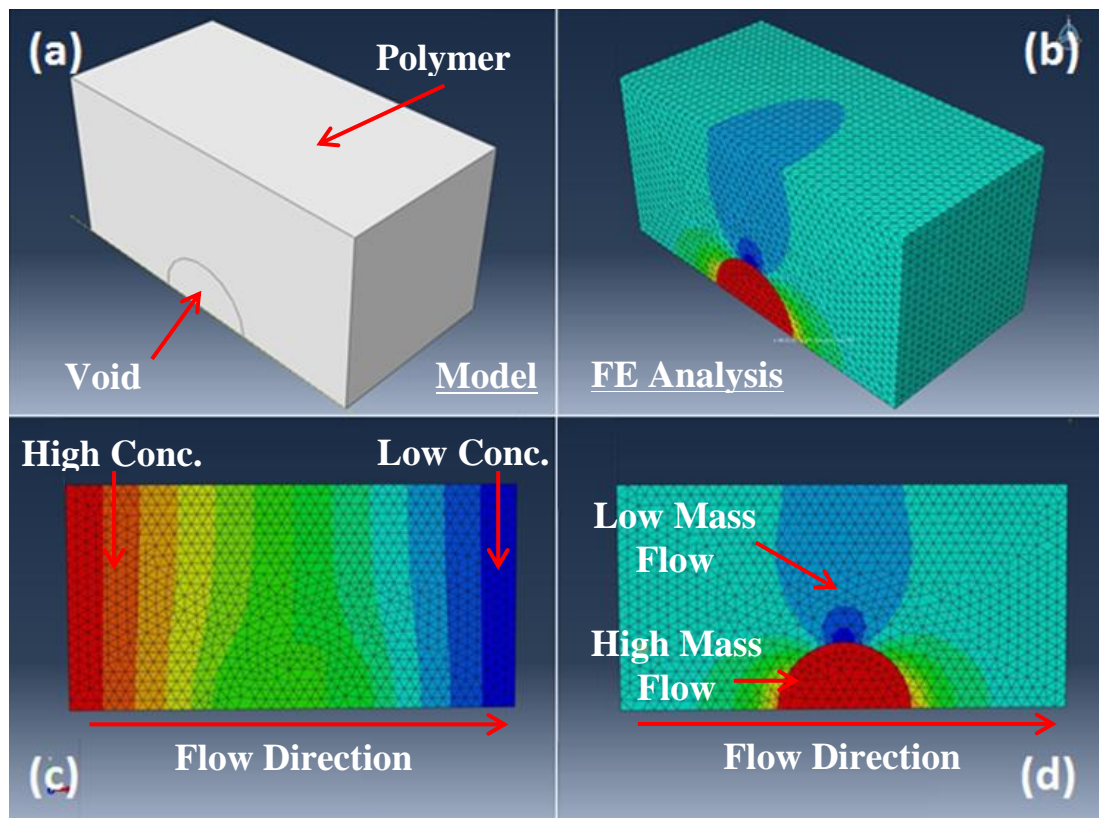 (a)
Polymer
Void
Model
(b)
FE Analysis
High Conc.
Low Conc.
Flow Direction
(c)
Low Mass
Flow
High Mass
Flow
Flow Direction
(d)